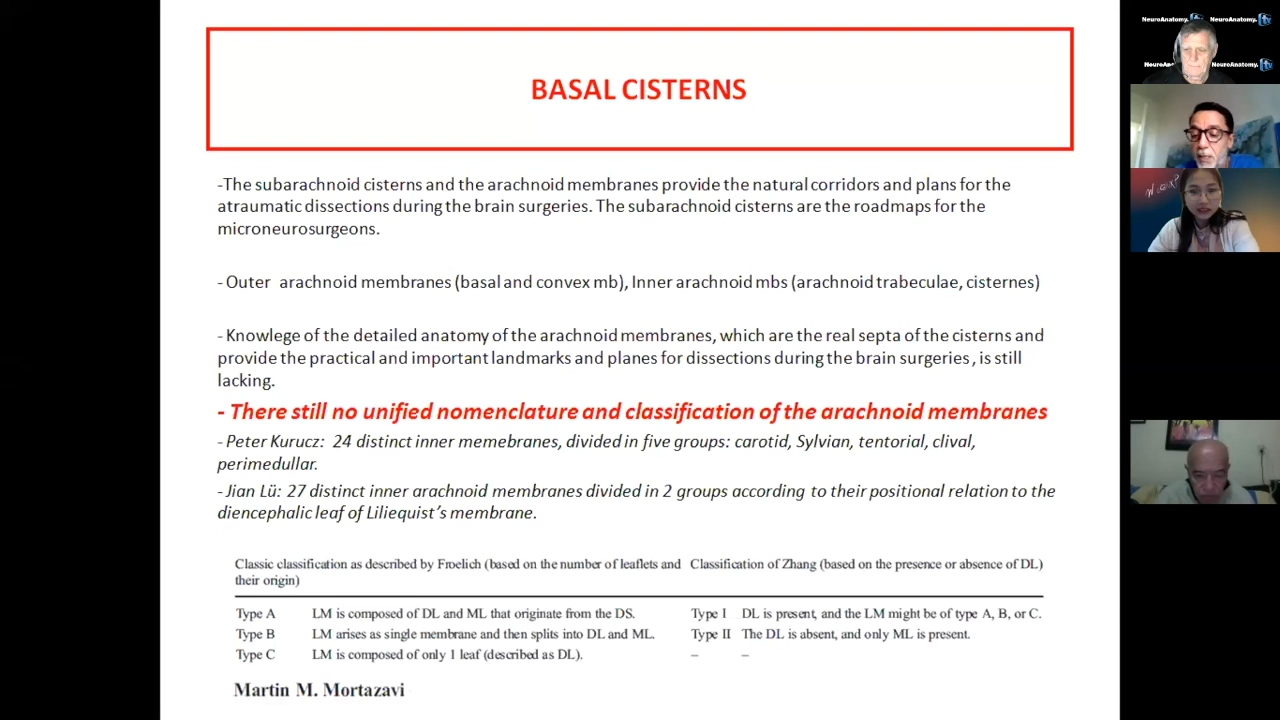 BASAL CISTERNS
-The subarachnoid cisterns and the arachnoid membranes provide the natural corridors and plans for the
atraumatic dissections during the brain surgeries. The subarachnoid cisterns are the roadmaps for the
microneurosurgeons.
- Outer arachnoid membranes (basal and convex mb), Inner arachnoid mbs (arachnoid trabeculae, cisternes)
- Knowlege of the detailed anatomy of the arachnoid membranes, which are the real septa of the cisterns and
provide the practical and important landmarks and planes for dissections during the brain surgeries , is still
lacking.
- There still no unified nomenclature and classification of the arachnoid membranes
- Peter Kurucz: 24 distinct inner memebranes, divided in five groups: carotid, Sylvian, tentorial, clival,
perimedullar.
- Jian Lü: 27 distinct inner arachnoid membranes divided in 2 groups according to their positional relation to the
diencephalic leaf of Liliequist's membrane.
Classic classification as described by Froelich (based on the number of leaflets and Classification of Zhang (based on the presence or absence of DL)
their origin)
Type A LM is composed of DL and ML that originate from the DS. Type I DL is present, and the LM might be of type A, B, or C.
Type B LM arises as single membrane and then splits into DL and ML. Type II The DL is absent, and only ML is present.
Type C LM is composed of only 1 leaf (described as DL). – –
Martin M. Mortazavi
NeuroAnatomy. NeuroAnatomy.
NeuroAnatomy.